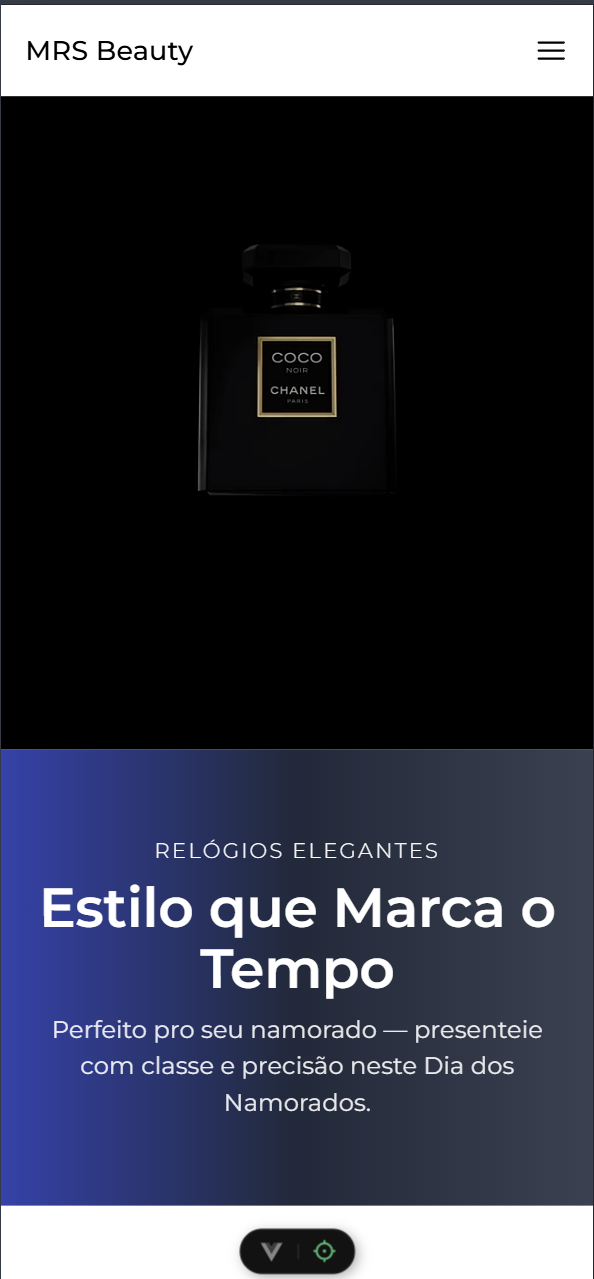 MRS Beauty
COCO
NOIR
CHANEL
PARIS
RELÓGIOS ELEGANTES
Estilo que Marca o
Tempo
Perfeito pro seu namorado — presenteie
com classe e precisão neste Dia dos
Namorados.